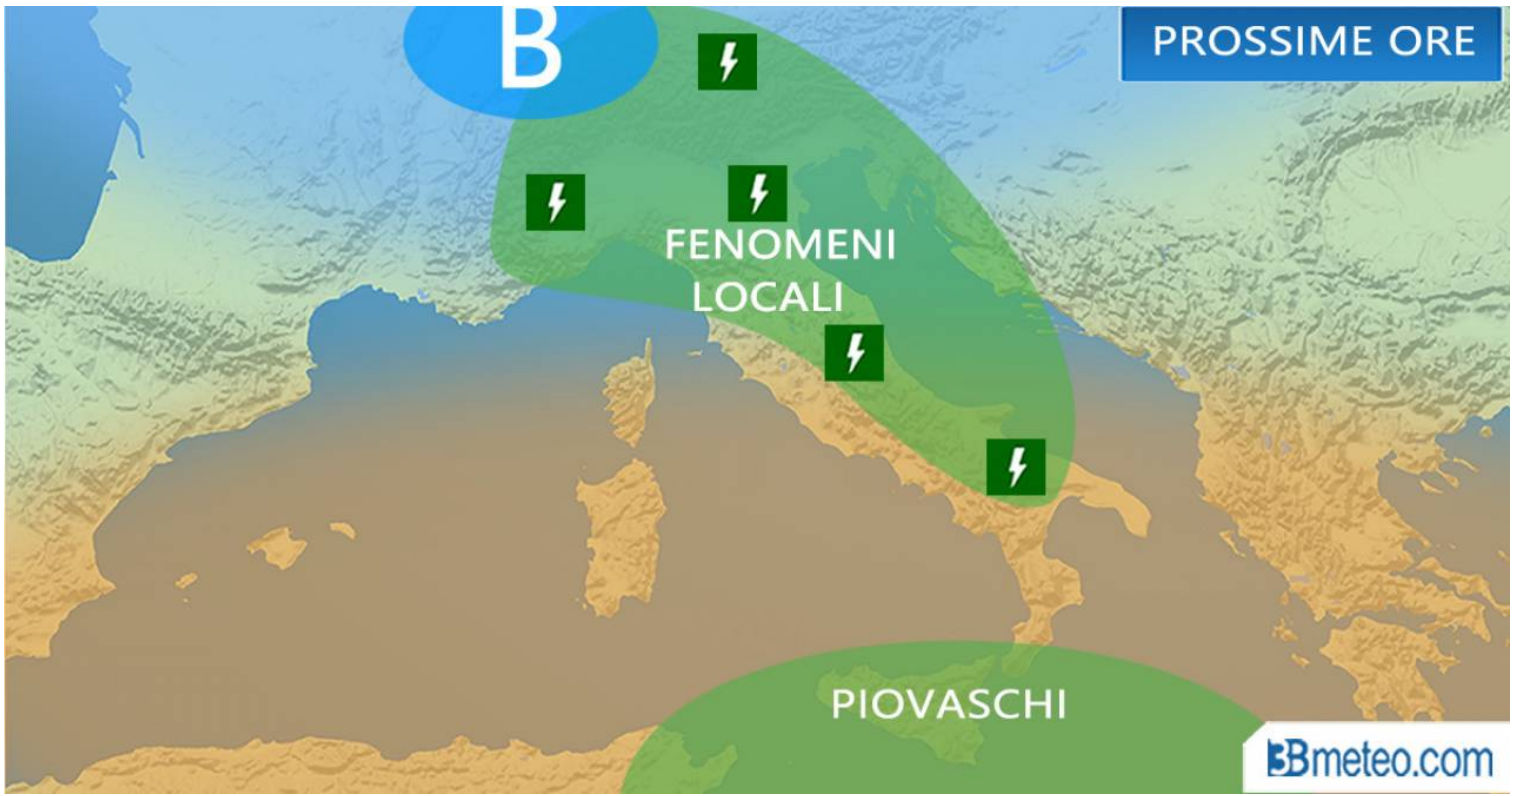 B
PROSSIME ORE
FENOMENI
LOCALI
PIOVASCHI
3Bmeteo.com